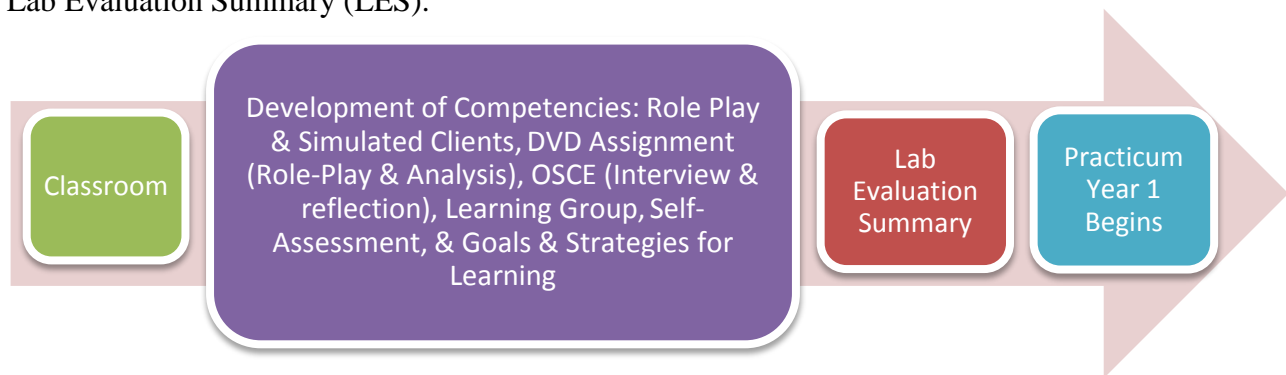 Lab Evaluation Summary (LES).
Classroom
Development of Competencies: Role Play
& Simulated Clients, DVD Assignment
(Role-Play & Analysis), OSCE (Interview &
reflection), Learning Group, Self-
Assessment, & Goals & Strategies for
Learning
Lab
Evaluation
Summary
Practicum
Year 1
Begins